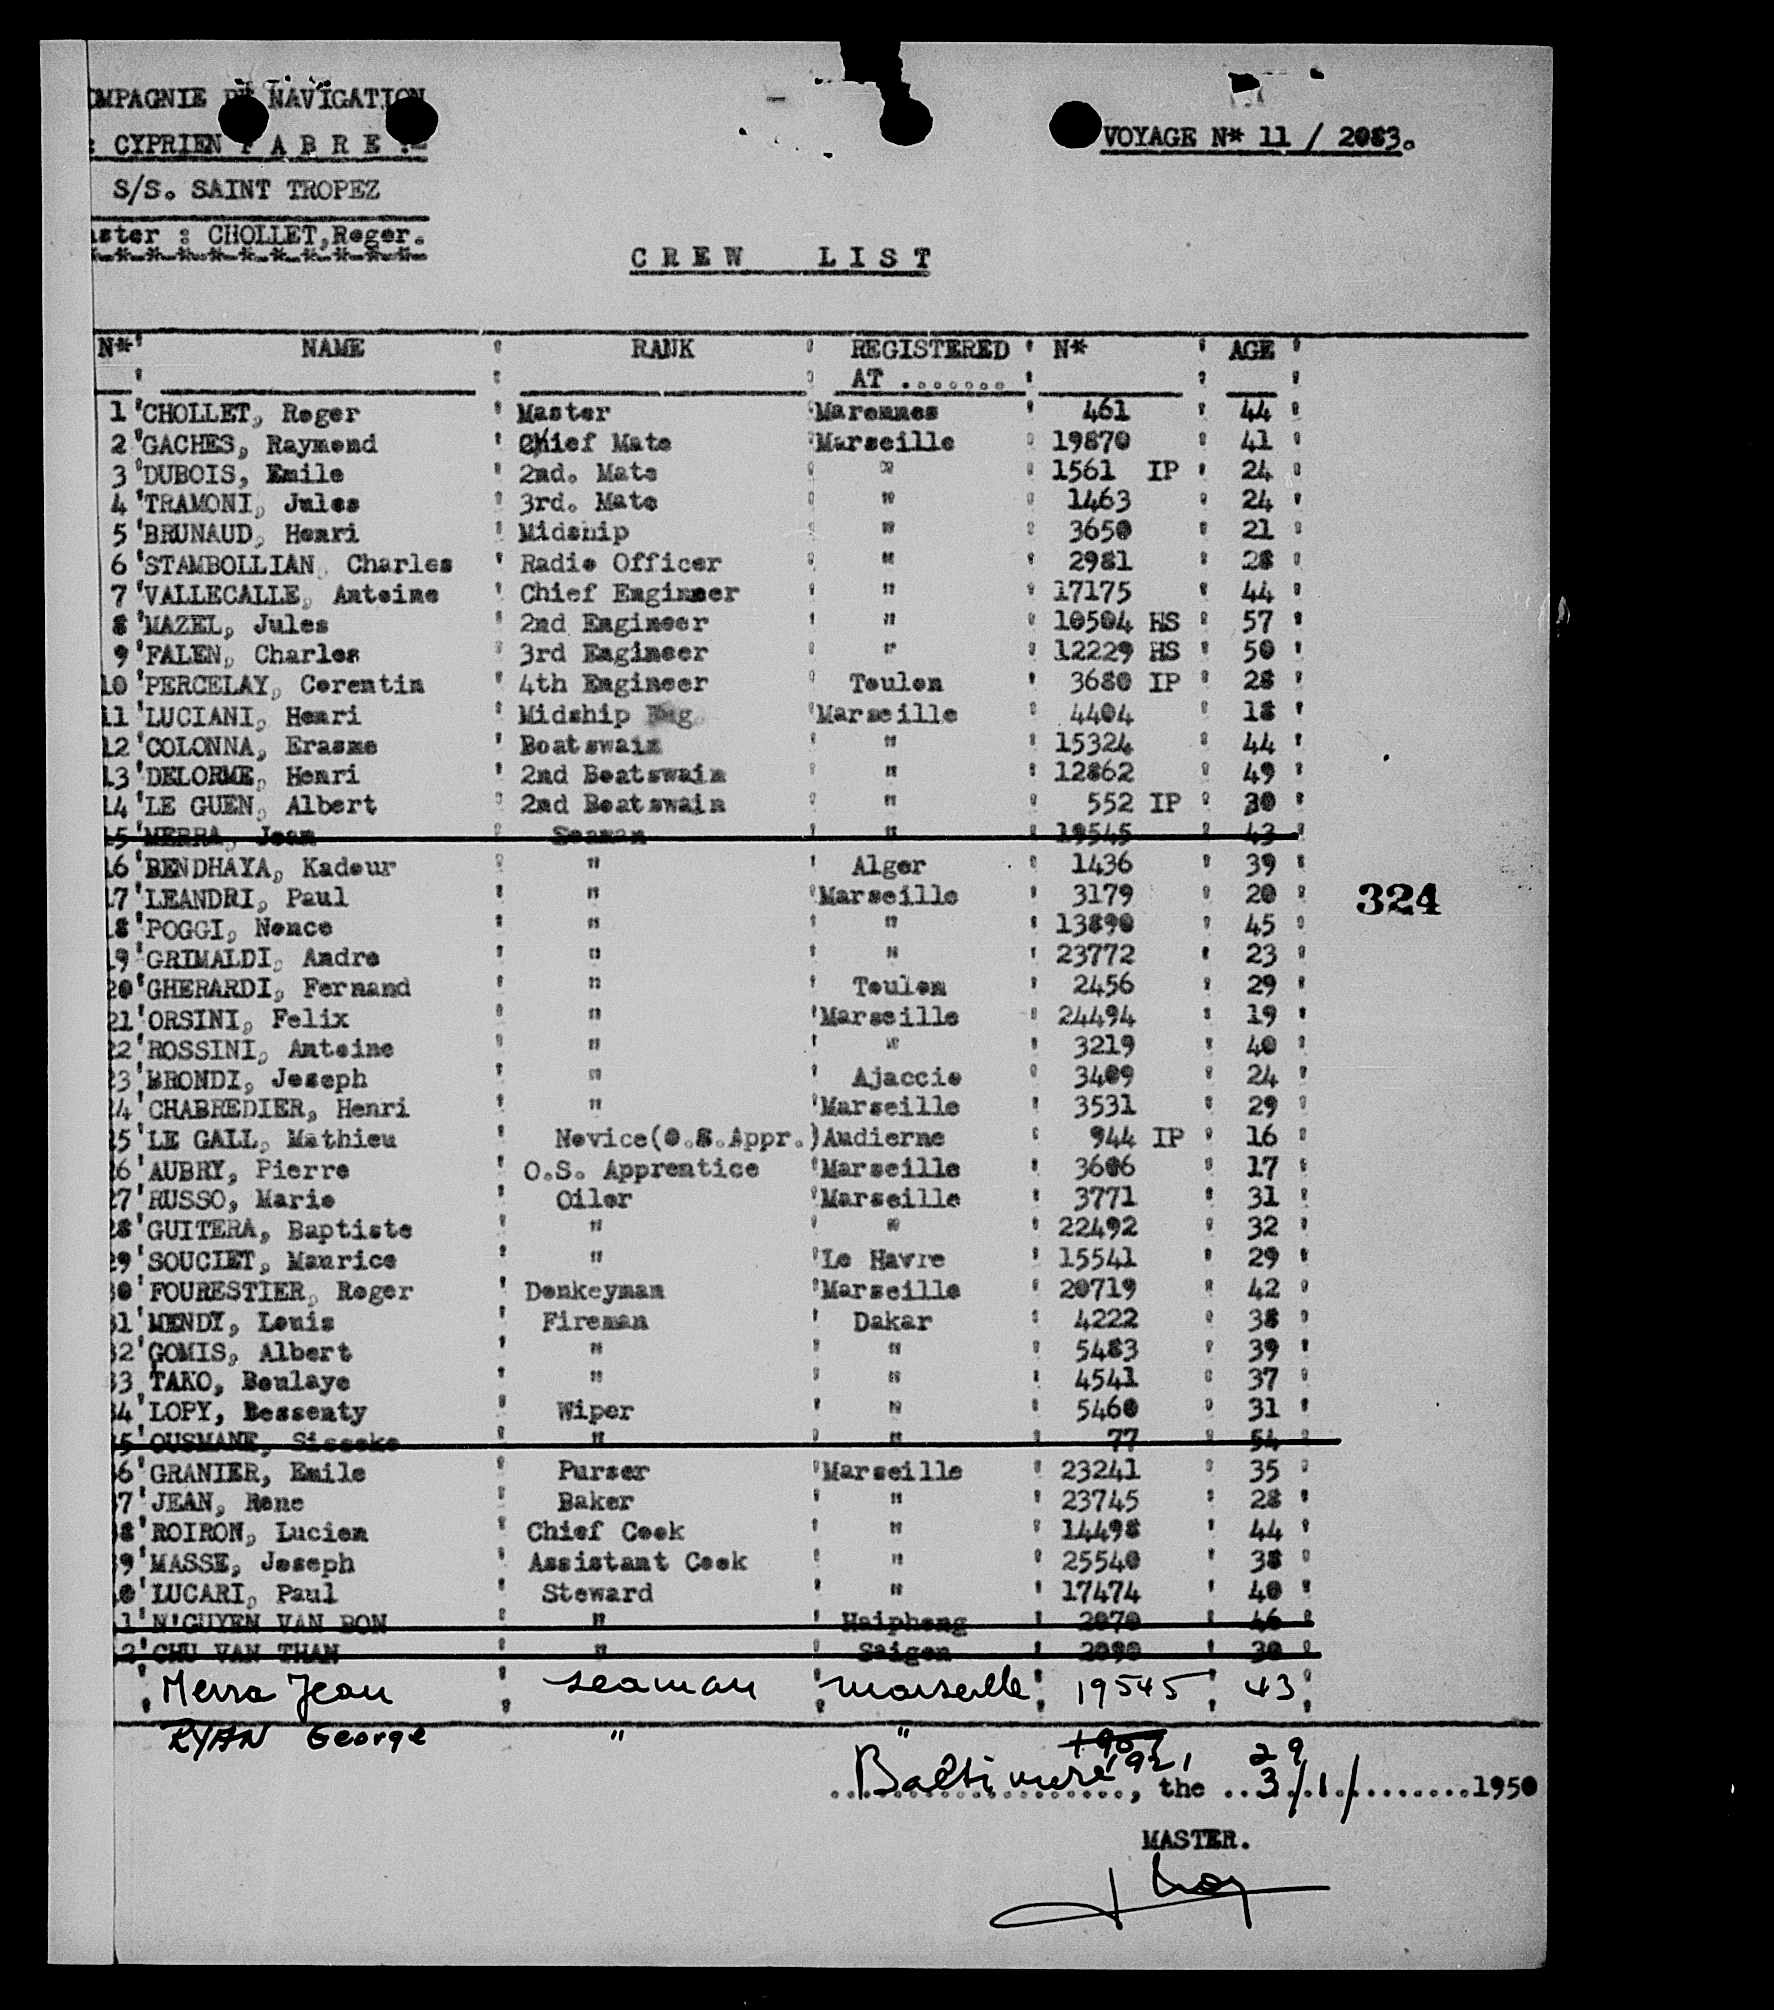 OMPAGNIE DE NAVIGATION
: CYPRIEN F A B R E :-
S/S. SAINT TROPEZ
aster : CHOLLET, Roger.
*-*-*-*-*-*-*-*-*-*-*
VOYAGE N* 11 / 2083.
C R E W   L I S T
N* ' NAME ' RANK ' REGISTERED AT ....... ' N* ' AGE '
1 'CHOLLET, Roger ' Master 'Marennes ' 461 ' 44 '
2 'GACHES, Raymond ' Chief Mate 'Marseille ' 19870 ' 41 '
3 'DUBOIS, Emile ' 2nd. Mate ' " ' 1561 IP ' 24 '
4 'TRAMONI, Jules ' 3rd. Mate ' " ' 1463 ' 24 '
5 'BRUNAUD, Henri ' Midship ' " ' 3650 ' 21 '
6 'STAMBOLLIAN, Charles ' Radio Officer ' " ' 2981 ' 28 '
7 'VALLECALLE, Antoine ' Chief Engineer ' " ' 17175 ' 44 '
8 'MAZEL, Jules ' 2nd Engineer ' " ' 10504 HS ' 57 '
9 'FALEN, Charles ' 3rd Engineer ' " ' 12229 HS ' 50 '
10 'PERCELAY, Corentin ' 4th Engineer ' Toulon ' 3680 IP ' 28 '
11 'LUCIANI, Henri ' Midship Eng. 'Marseille ' 4404 ' 18 '
12 'COLONNA, Erasme ' Boatswain ' " ' 15324 ' 44 '
13 'DELORME, Henri ' 2nd Boatswain ' " ' 12862 ' 49 '
14 'LE GUEN, Albert ' 2nd Boatswain ' " ' 552 IP ' 30 '
15 'MERRA, Jean ' Seaman ' " ' 19545 ' 43 '
16 'BENDHAYA, Kadour ' " ' Alger ' 1436 ' 39 '
17 'LEANDRI, Paul ' " 'Marseille ' 3179 ' 20 '
324
18 'POGGI, Nonce ' " ' " ' 13890 ' 45 '
19 'GRIMALDI, Andre ' " ' " ' 23772 ' 23 '
20 'GHERARDI, Fernand ' " ' Toulon ' 2456 ' 29 '
21 'ORSINI, Felix ' " 'Marseille ' 24494 ' 19 '
22 'ROSSINI, Antoine ' " ' " ' 3219 ' 40 '
23 'BRONDI, Joseph ' " ' Ajaccio ' 3409 ' 24 '
24 'CHABREDIER, Henri ' " 'Marseille ' 3531 ' 29 '
25 'LE GALL, Mathieu ' Novice(O.S.Appr.)Audierne ' 944 IP ' 16 '
26 'AUBRY, Pierre ' O.S. Apprentice 'Marseille ' 3606 ' 17 '
27 'RUSSO, Mario ' Oiler 'Marseille ' 3771 ' 31 '
28 'GUITERA, Baptiste ' " ' " ' 22492 ' 32 '
29 'SOUCIET, Maurice ' " 'Le Havre ' 15541 ' 29 '
30 'FOURESTIER, Roger ' Donkeyman 'Marseille ' 20719 ' 42 '
31 'MENDY, Louis ' Fireman ' Dakar ' 4222 ' 38 '
32 'GOMIS, Albert ' " ' " ' 5483 ' 39 '
33 'TAKO, Boulaye ' " ' " ' 4541 ' 37 '
34 'LOPY, Bessenty ' Wiper ' " ' 5460 ' 31 '
35 'OUSMANE, Sissoko ' " ' " ' 77 ' 54 '
36 'GRANIER, Emile ' Purser 'Marseille ' 23241 ' 35 '
37 'JEAN, Rene ' Baker ' " ' 23745 ' 28 '
38 'ROIRON, Lucien ' Chief Cook ' " ' 14498 ' 44 '
39 'MASSE, Joseph ' Assistant Cook ' " ' 25540 ' 38 '
40 'LUCARI, Paul ' Steward ' " ' 17474 ' 40 '
41 'N'GUYEN VAN BON ' " ' Haiphong ' 2070 ' 46 '
42 'CHU VAN THAN ' " ' Saigon ' 2090 ' 30 '
' Merra Jean ' seaman ' marseille ' 19545 ' 43 '
RYAN George " " 1907 1921 29
Baltimore, the ..3/1/.........1950
MASTER.